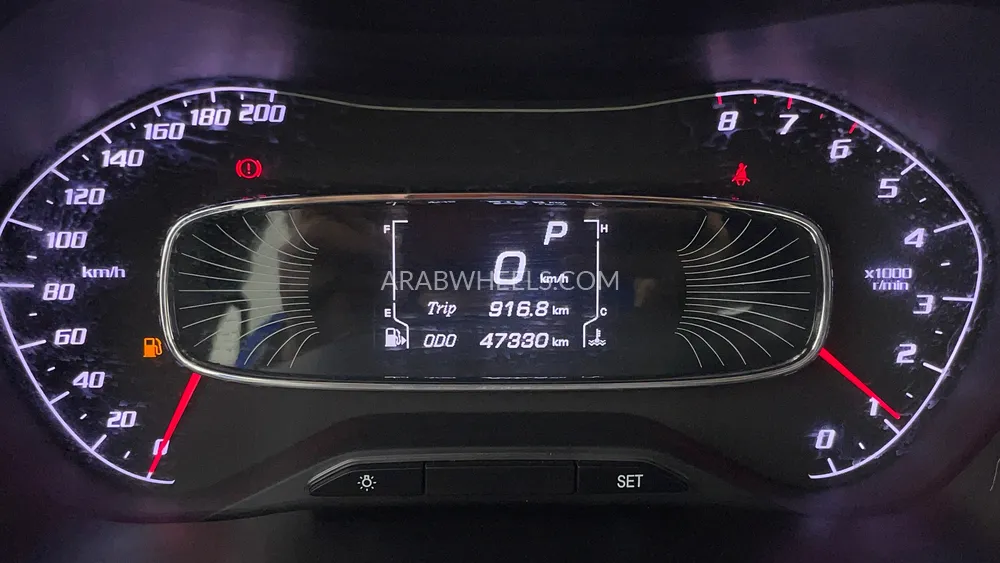 0
20
40
60
80
100
120
140
160
180
200
km/h
8
7
6
5
4
3
2
1
0
x1000
r/min
F
E
H
C
P
0 km/h
Trip 916.8 km
ODO 47330 km
ARABWHEELS.COM
SET